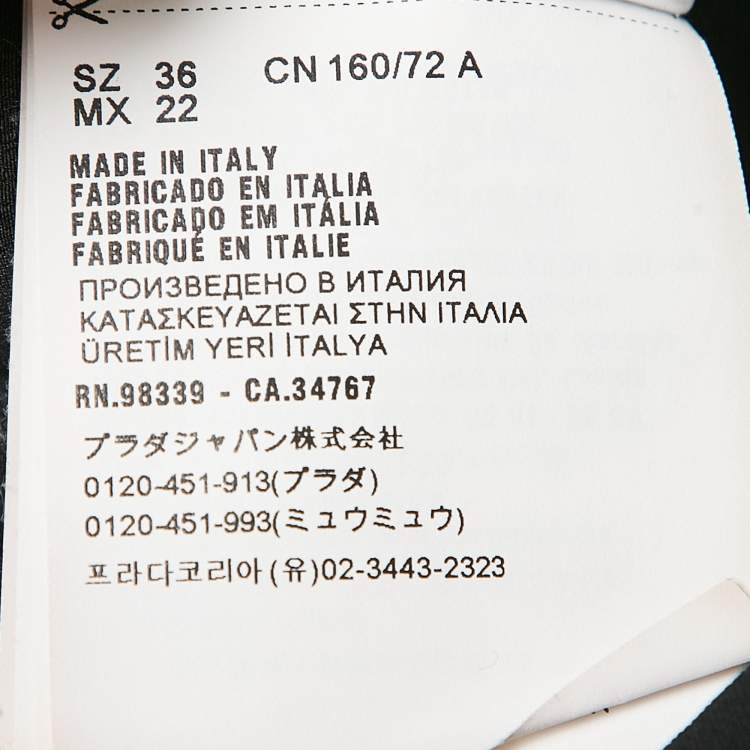 SZ 36 CN 160/72 A
MX 22
MADE IN ITALY
FABRICADO EN ITALIA
FABRICADO EM ITÁLIA
FABRIQUÉ EN ITALIE
ПРОИЗВЕДЕНО В ИТАЛИЯ
ΚΑΤΑΣΚΕΥΑΖΕΤΑΙ ΣΤΗΝ ΙΤΑΛΙΑ
ÜRETİM YERİ İTALYA
RN.98339 - CA.34767
プラダジャパン株式会社
0120-451-913(プラダ)
0120-451-993(ミュウミュウ)
프라다코리아(유)02-3443-2323